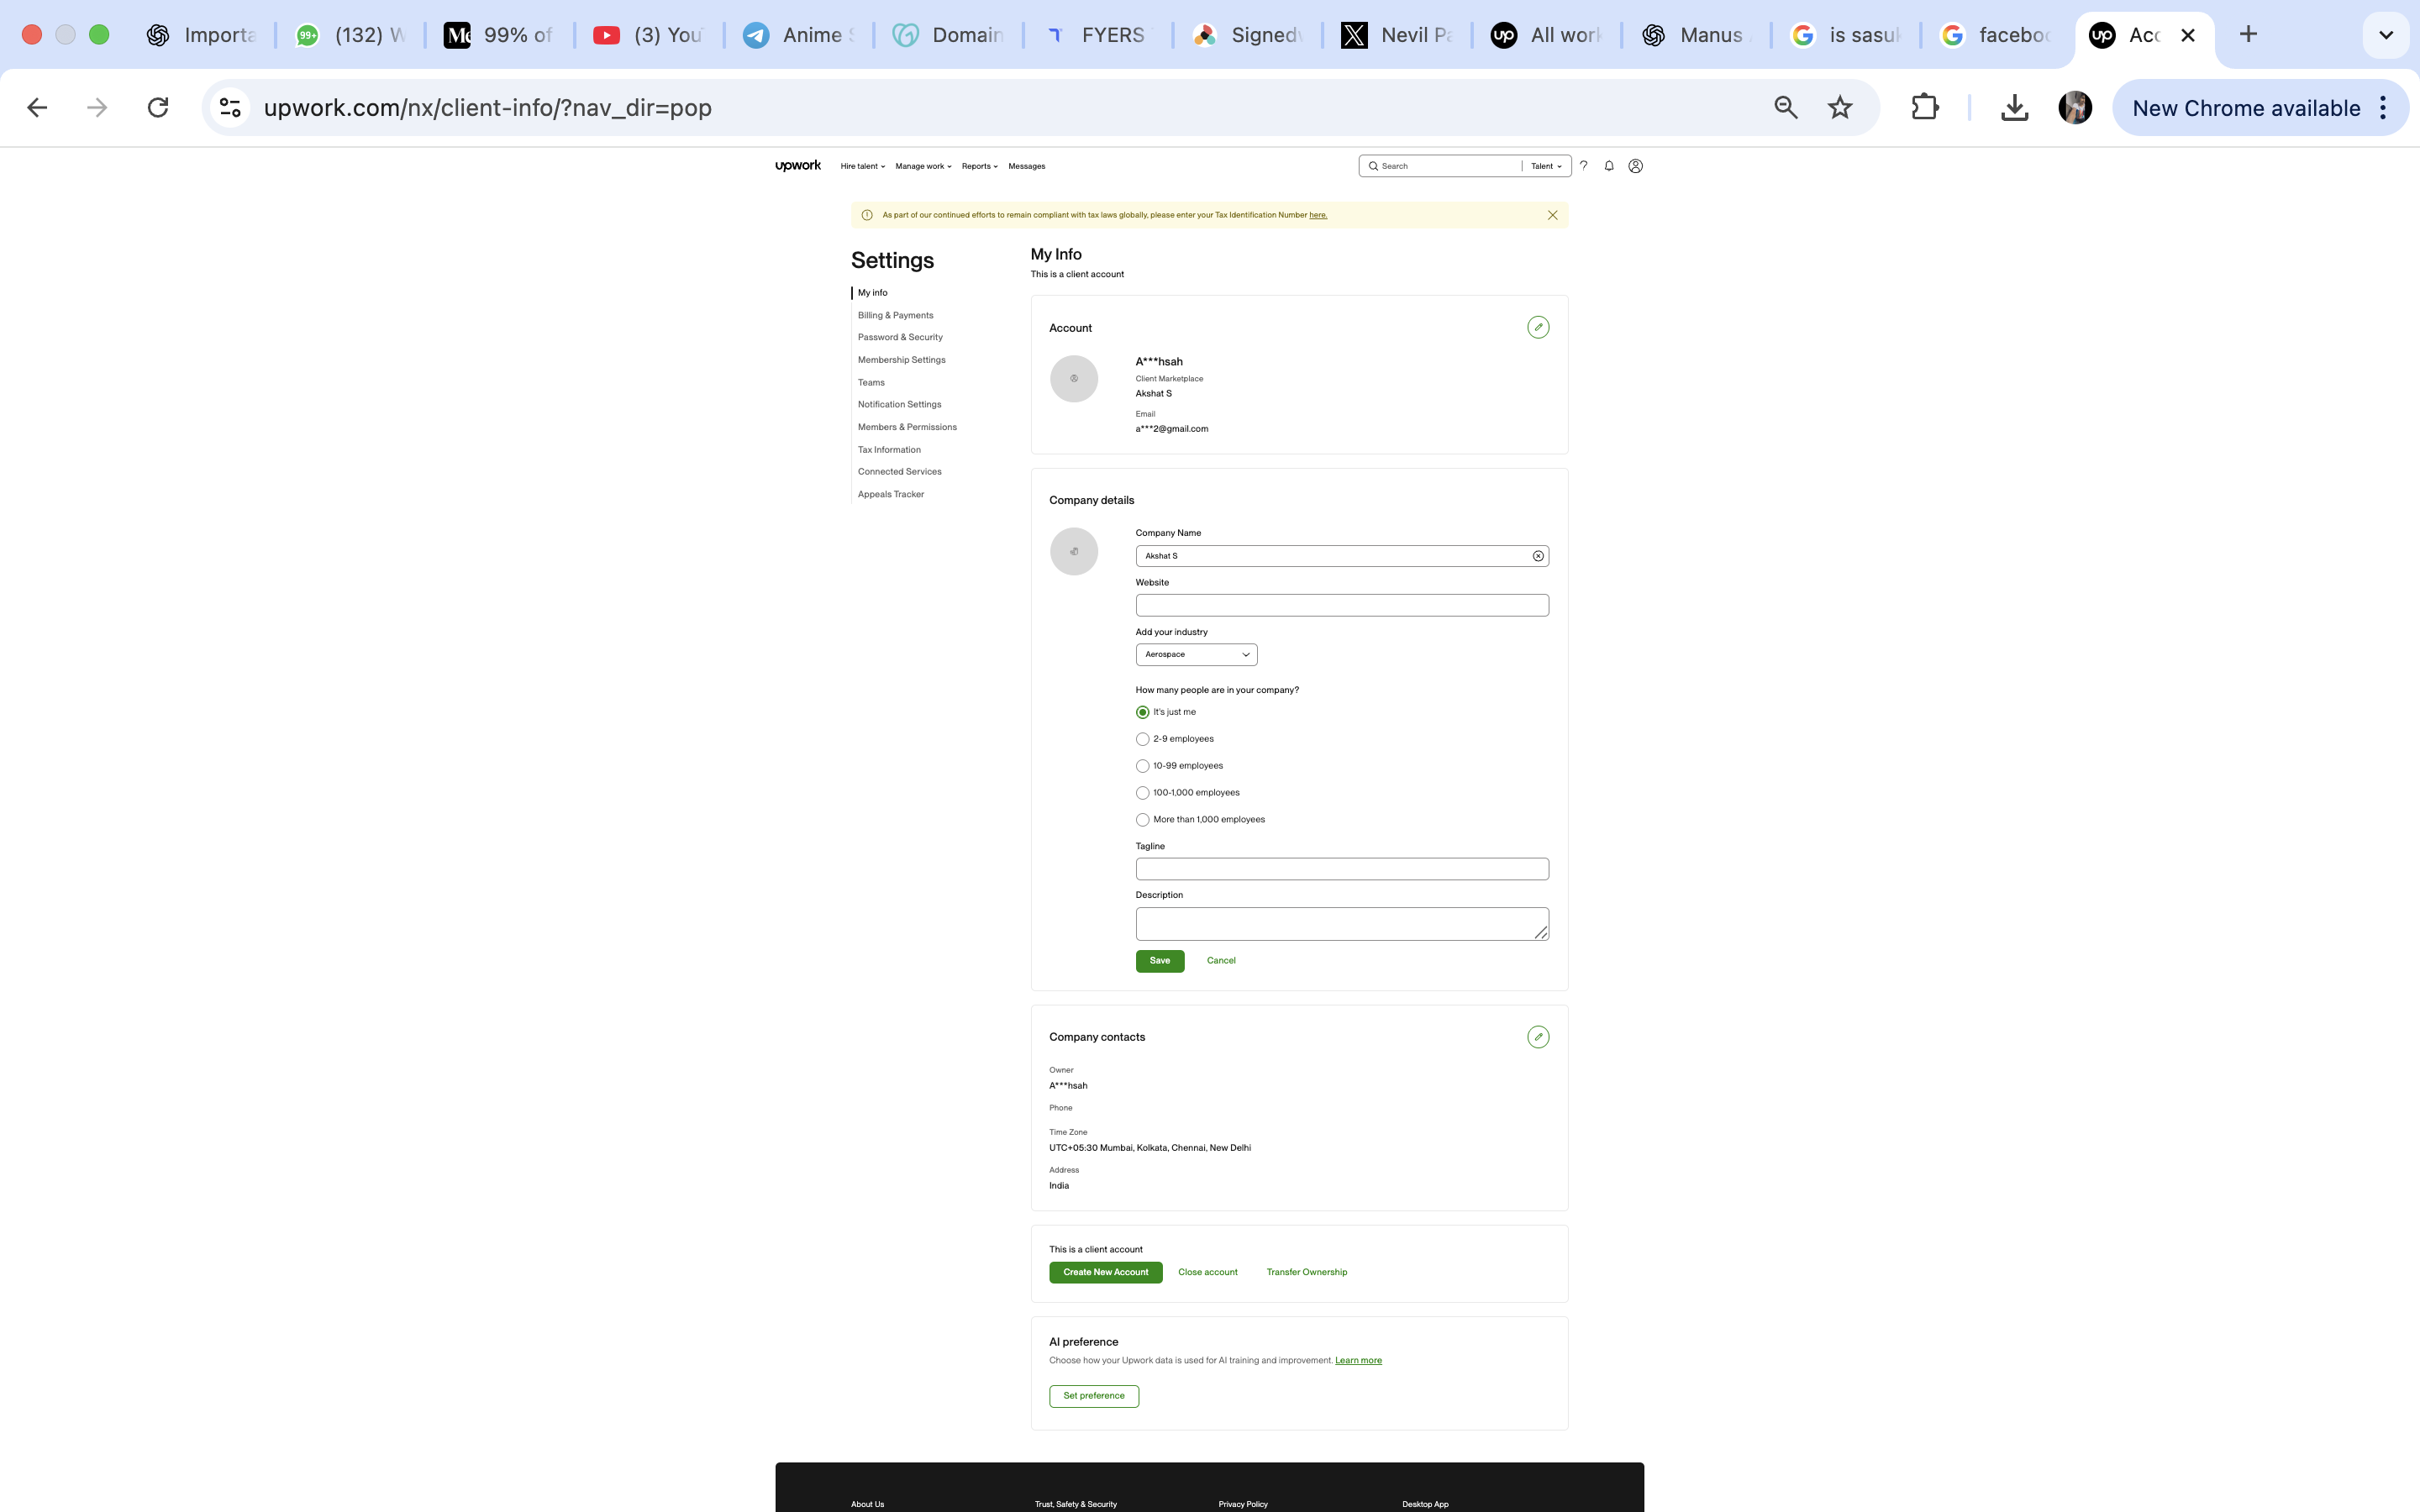 Importa
99+ (132) W
99% of
(3) You
Anime S
Domain
FYERS
Signed
Nevil Pa
All work
Manus
is sasuk
faceboo
Acc
upwork.com/nx/client-info/?nav_dir=pop
New Chrome available
upwork
Hire talent
Manage work
Reports
Messages
Search
Talent
As part of our continued efforts to remain compliant with tax laws globally, please enter your Tax Identification Number here.
Settings
My info
Billing & Payments
Password & Security
Membership Settings
Teams
Notification Settings
Members & Permissions
Tax Information
Connected Services
Appeals Tracker
My Info
This is a client account
Account
A***hsah
Client Marketplace
Akshat S
Email
a***2@gmail.com
Company details
Company Name
Akshat S
Website
Add your industry
Aerospace
How many people are in your company?
It's just me
2-9 employees
10-99 employees
100-1,000 employees
More than 1,000 employees
Tagline
Description
Save
Cancel
Company contacts
Owner
A***hsah
Phone
Time Zone
UTC+05:30 Mumbai, Kolkata, Chennai, New Delhi
Address
India
This is a client account
Create New Account
Close account
Transfer Ownership
AI preference
Choose how your Upwork data is used for AI training and improvement. Learn more
Set preference
About Us
Trust, Safety & Security
Privacy Policy
Desktop App